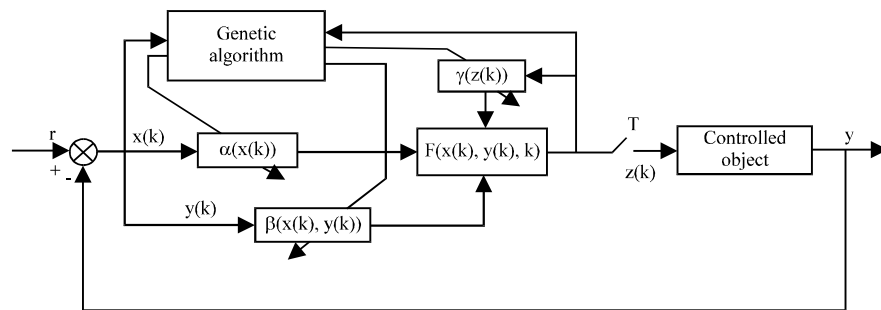 Genetic
algorithm
γ(z(k))
r
x(k)
α(x(k))
F(x(k), y(k), k)
T
Controlled
object
y
+
-
z(k)
y(k)
β(x(k), y(k))